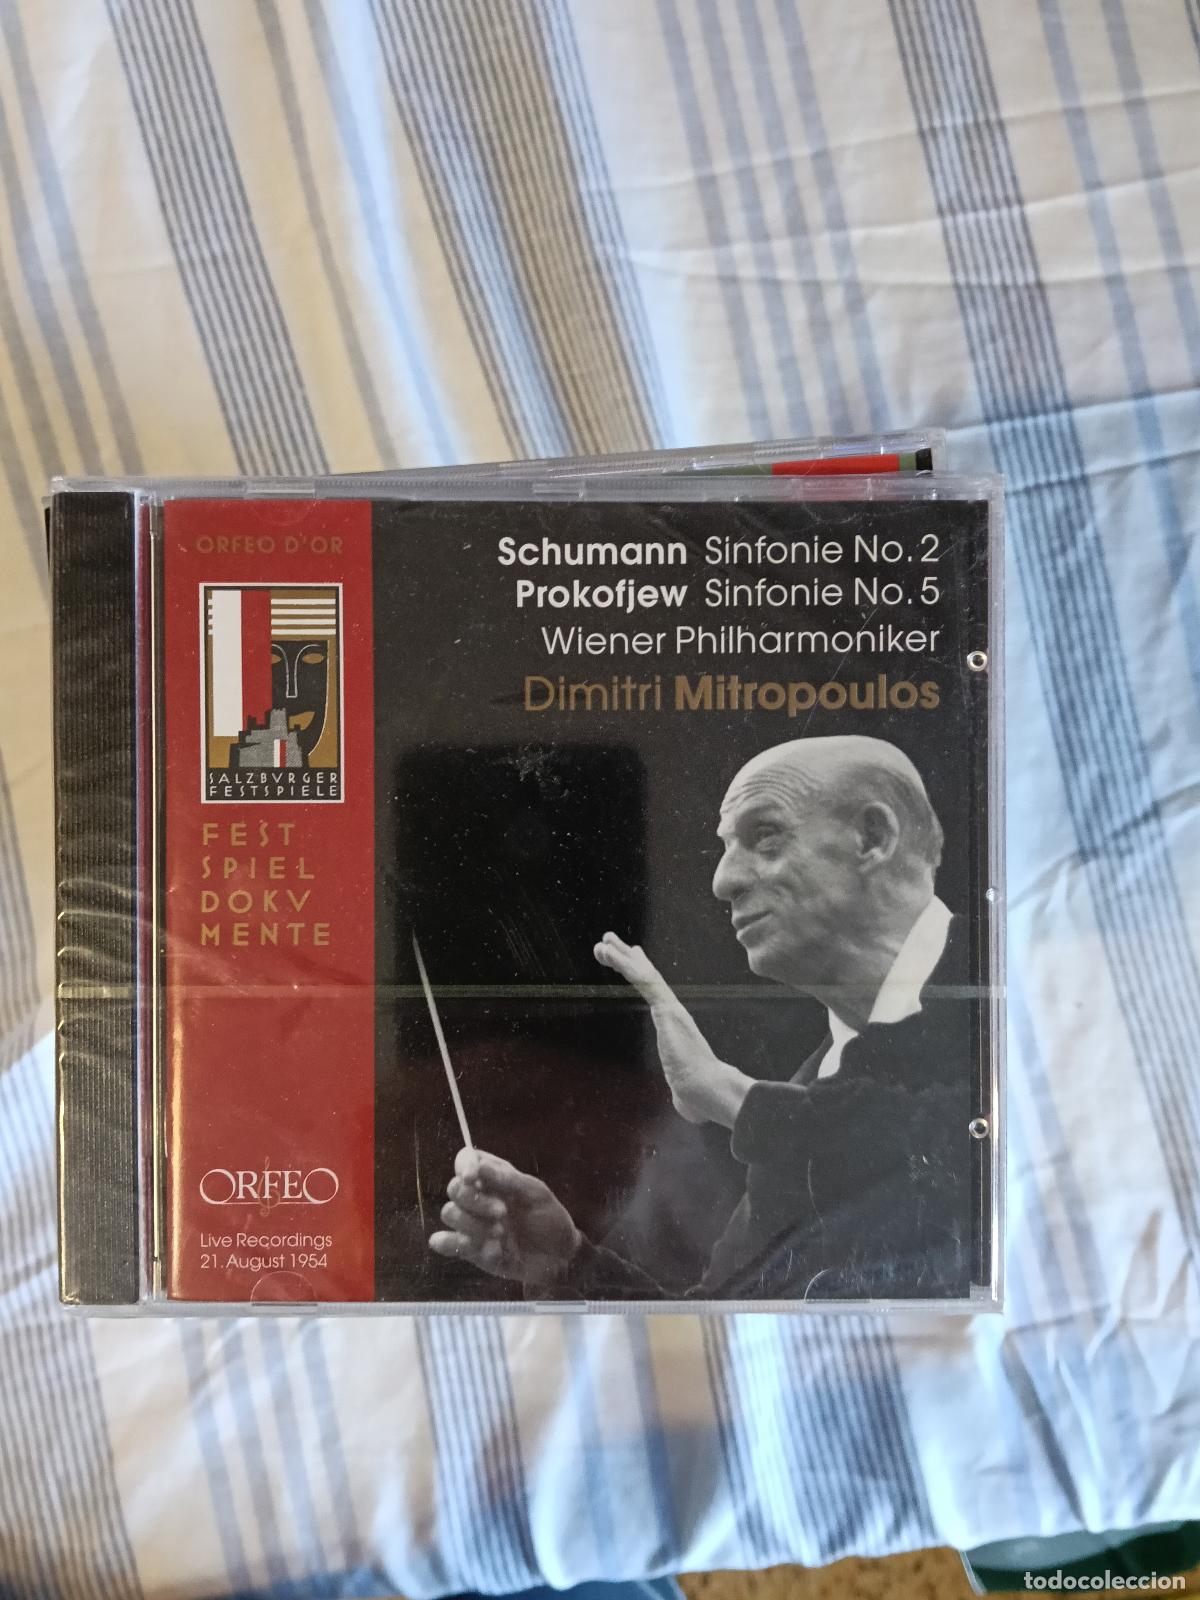 ORFEO D'OR
Schumann Sinfonie No. 2
Prokofjew Sinfonie No. 5
Wiener Philharmoniker
Dimitri Mitropoulos
SALZBVRGER
FESTSPIELE
FEST
SPIEL
DOKV
MENTE
ORFEO
Live Recordings
21. August 1954
todocoleccion